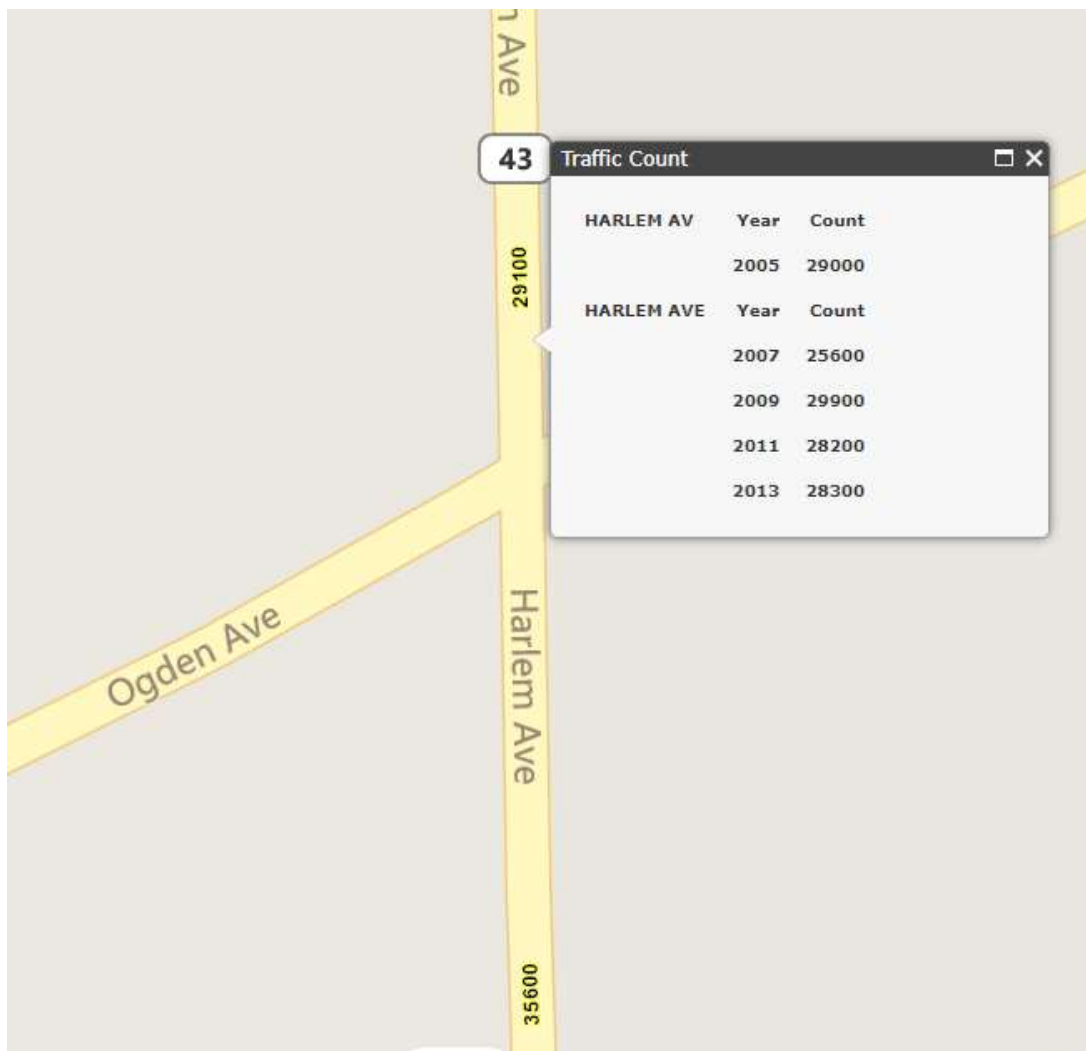 n Ave
43
Traffic Count
HARLEM AV Year Count
2005 29000
29100
HARLEM AVE Year Count
2007 25600
2009 29900
2011 28200
2013 28300
Ogden Ave
Harlem Ave
35600